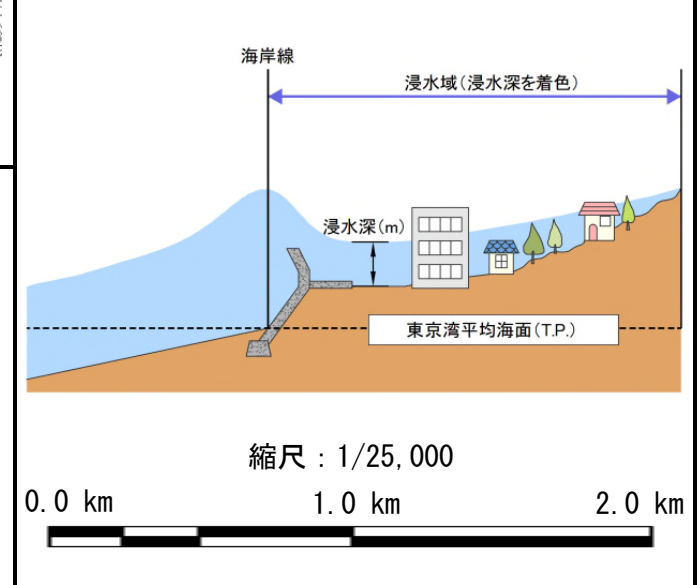 海岸線
浸水域(浸水深を着色)
浸水深(m)
東京湾平均海面(T.P.)
縮尺：1/25,000
0.0 km 1.0 km 2.0 km